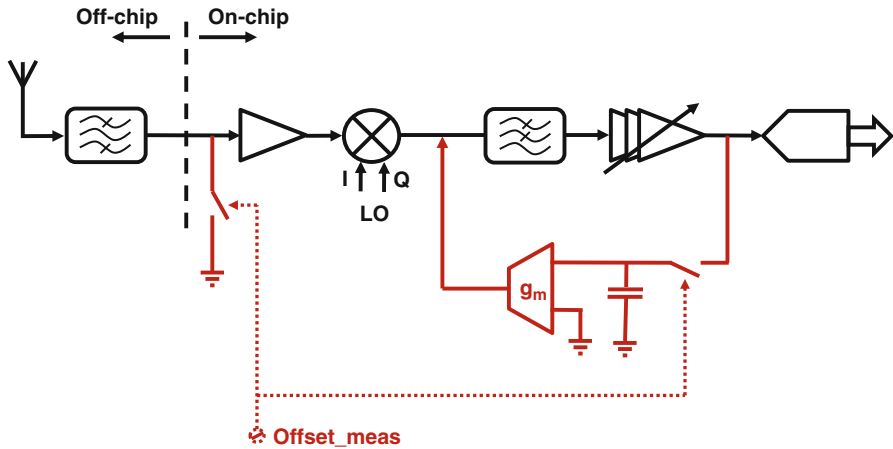 Off-chip
On-chip
I
Q
LO
gm
Offset_meas